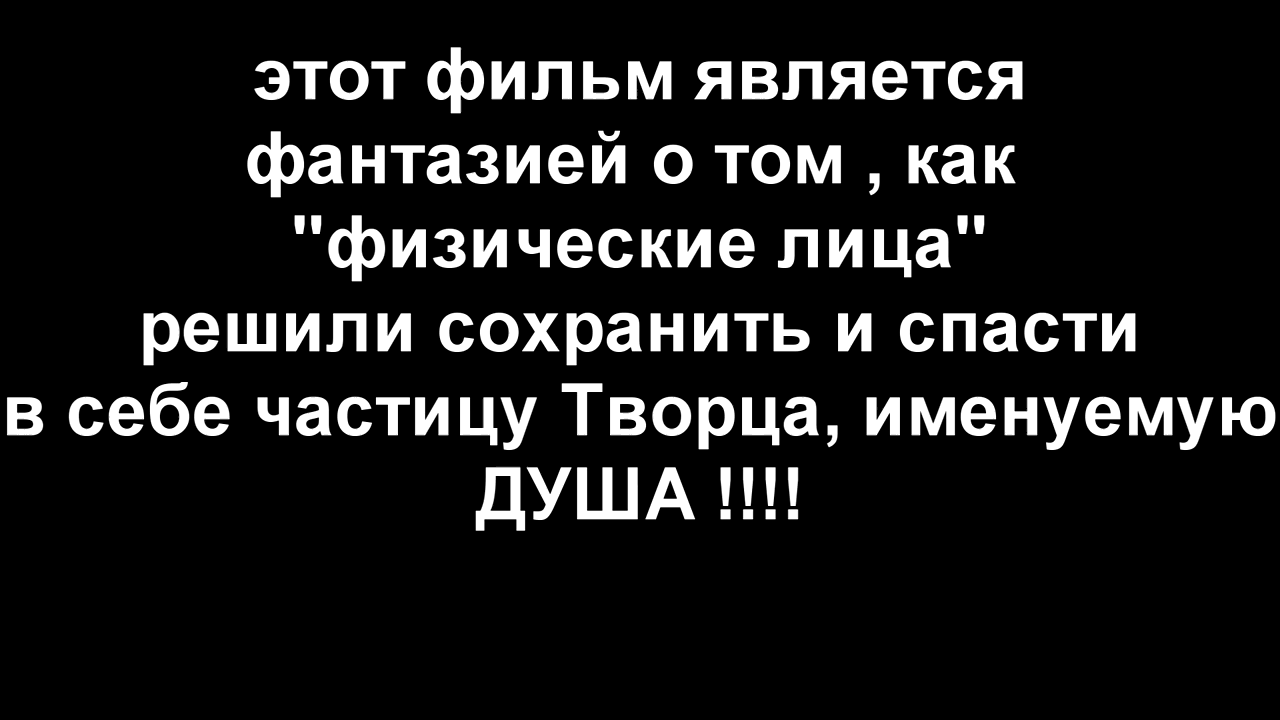 этот фильм является
фантазией о том , как
"физические лица"
решили сохранить и спасти
в себе частицу Творца, именуемую
ДУША !!!!